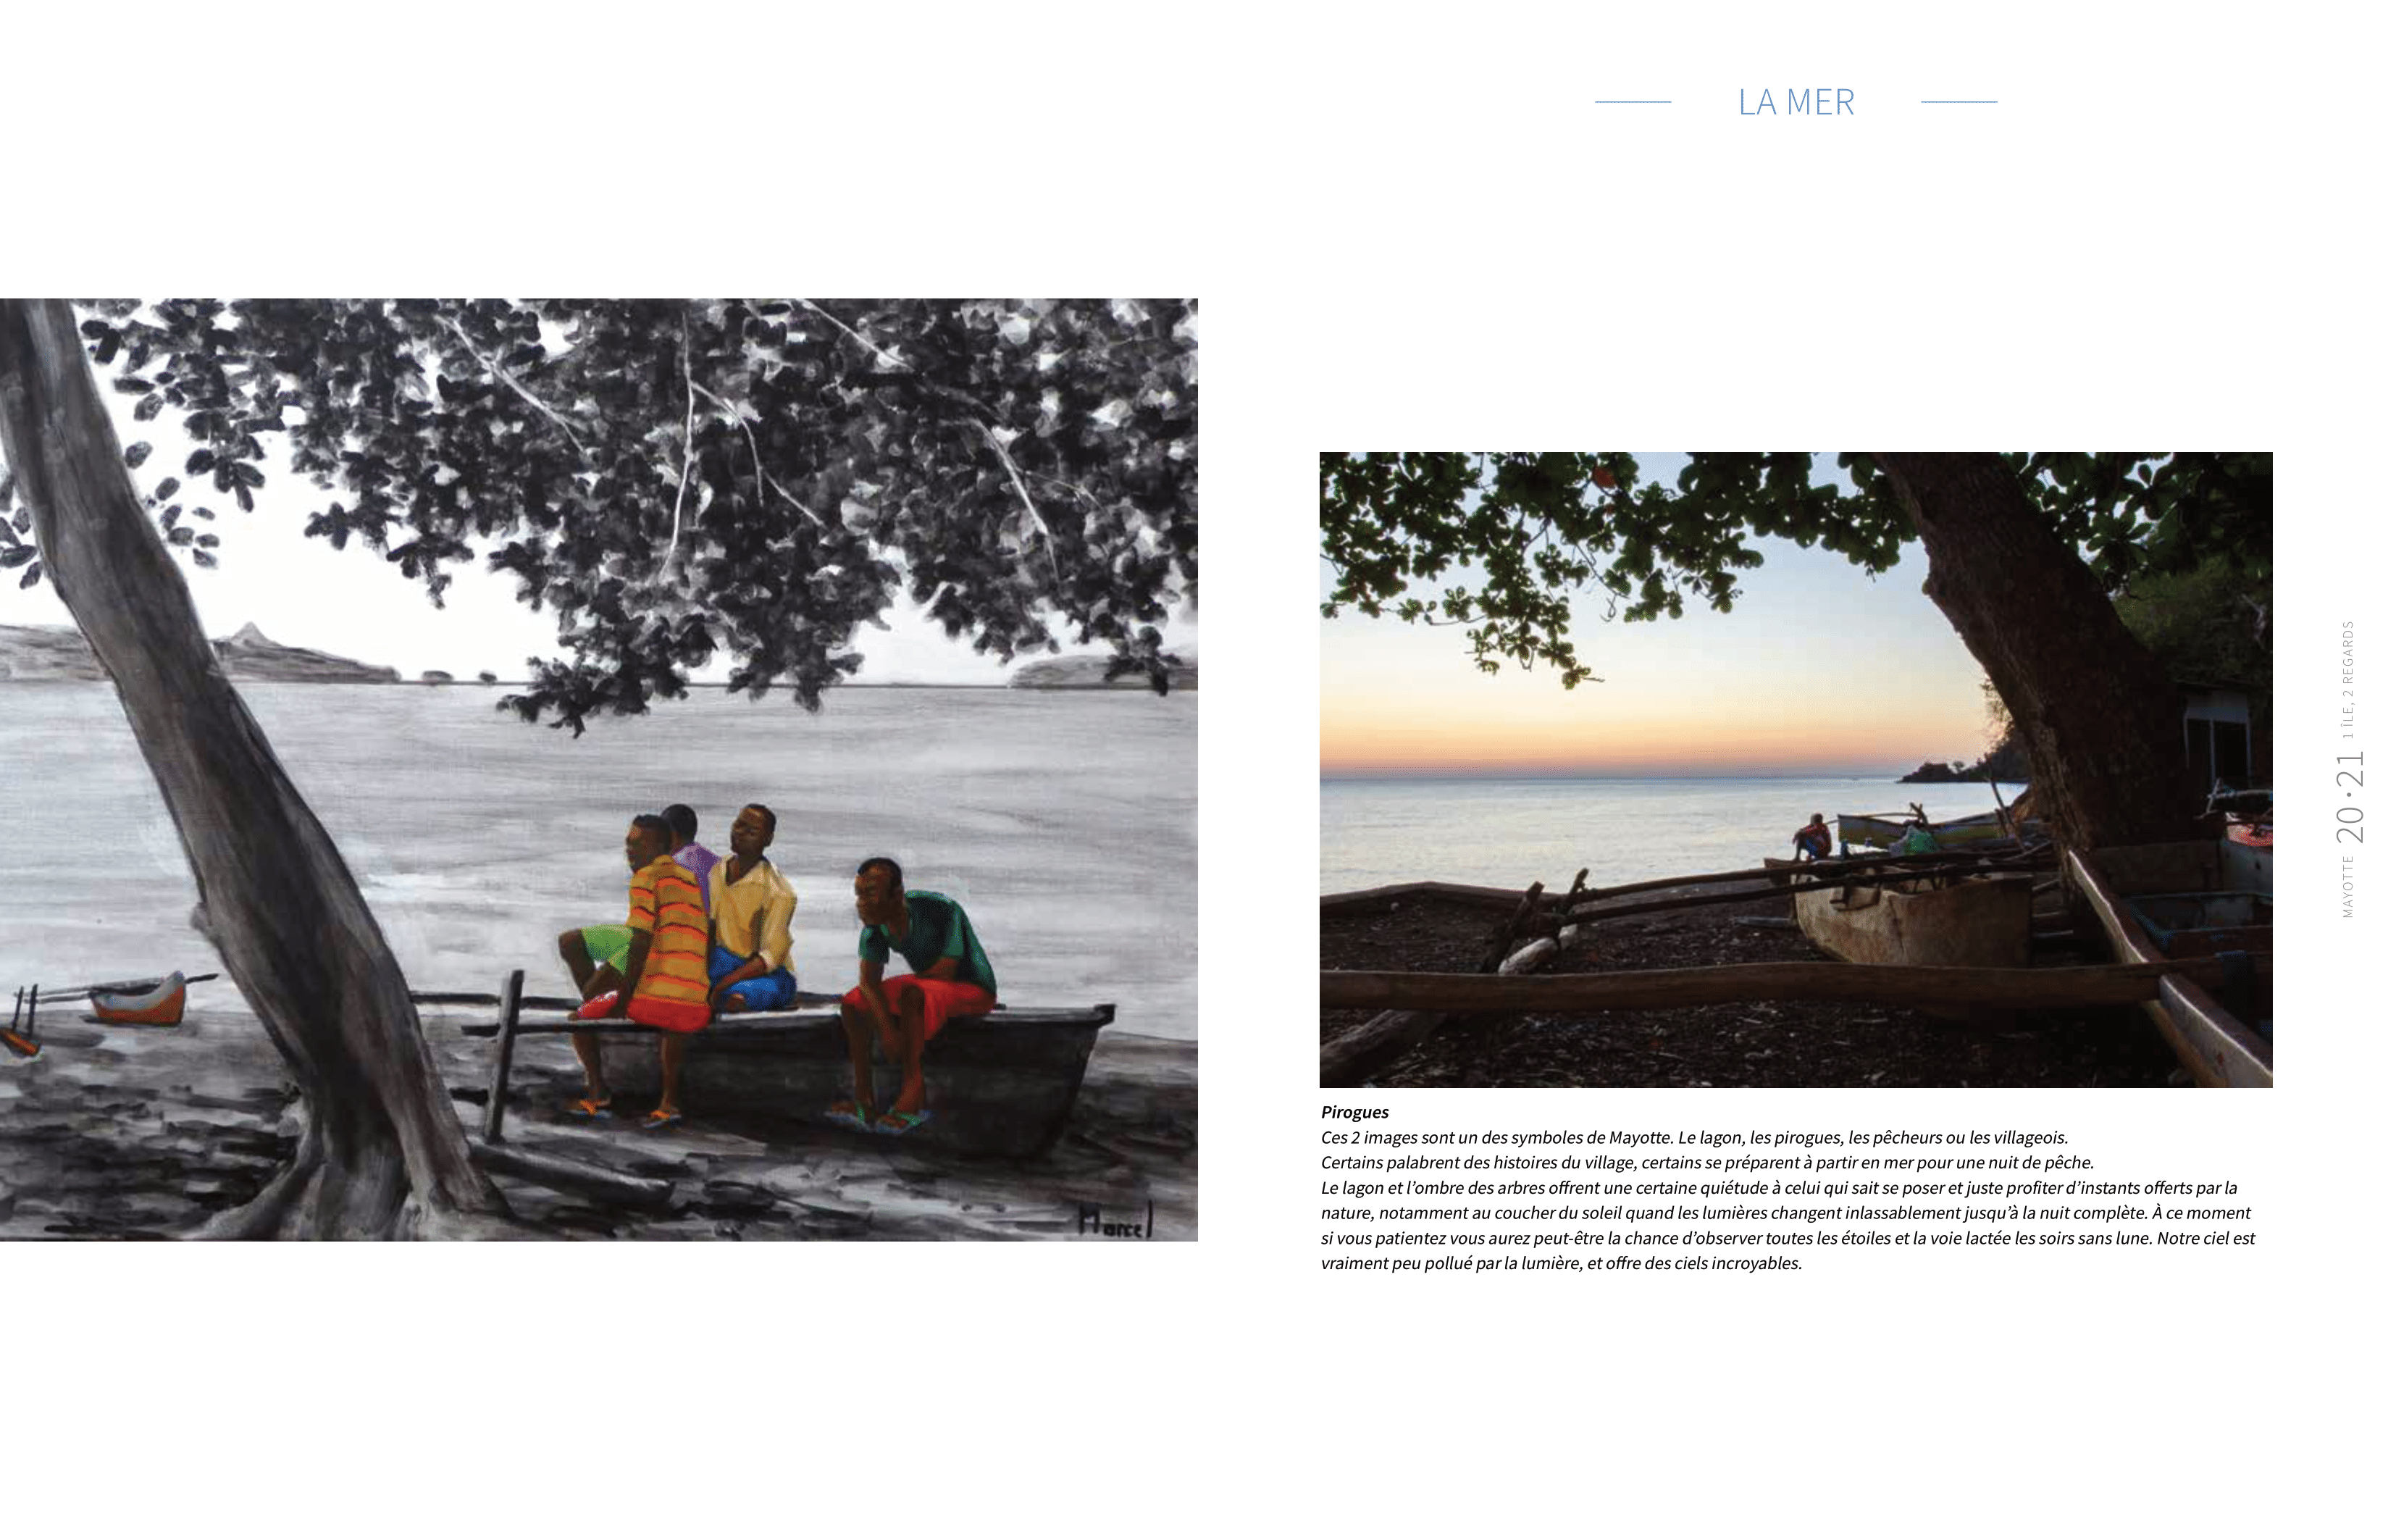 LA MER
Marcel
Pirogues
Ces 2 images sont un des symboles de Mayotte. Le lagon, les pirogues, les pêcheurs ou les villageois.
Certains palabrent des histoires du village, certains se préparent à partir en mer pour une nuit de pêche.
Le lagon et l’ombre des arbres offrent une certaine quiétude à celui qui sait se poser et juste profiter d’instants offerts par la
nature, notamment au coucher du soleil quand les lumières changent inlassablement jusqu’à la nuit complète. À ce moment
si vous patientez vous aurez peut-être la chance d’observer toutes les étoiles et la voie lactée les soirs sans lune. Notre ciel est
vraiment peu pollué par la lumière, et offre des ciels incroyables.
MAYOTTE 20·21 1 ÎLE, 2 REGARDS